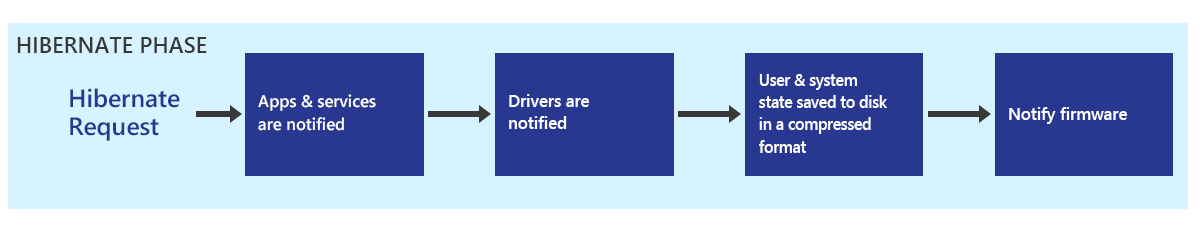 HIBERNATE PHASE
Hibernate
Request
Apps & services
are notified
Drivers are
notified
User & system
state saved to disk
in a compressed
format
Notify firmware